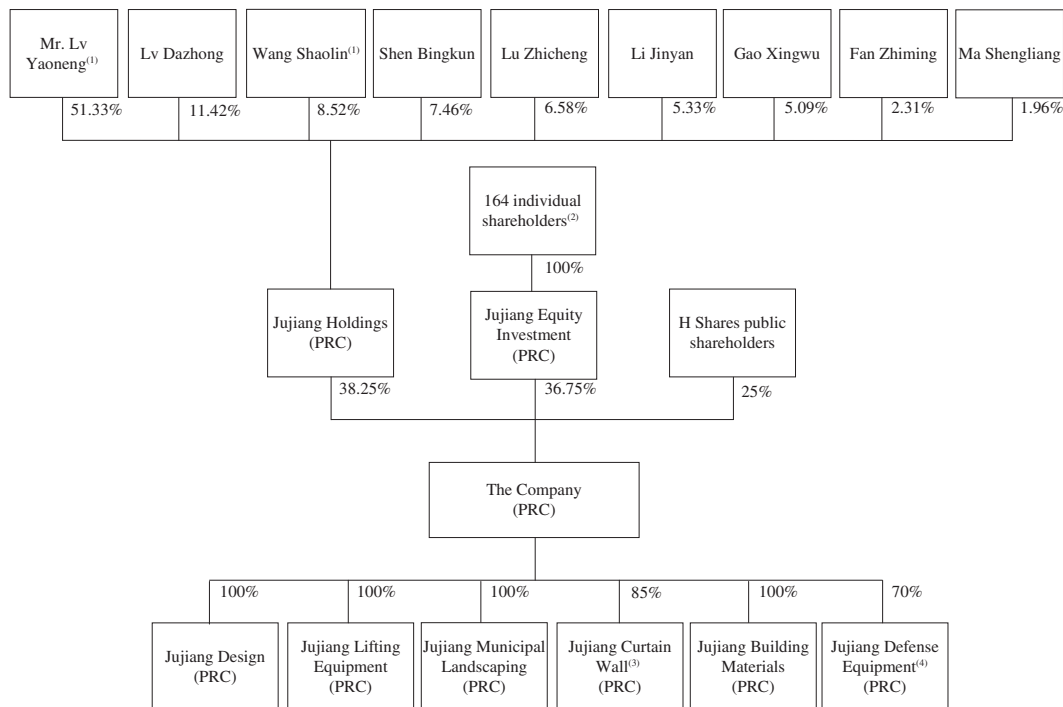 Mr. Lv
Yaoneng(1)
Lv Dazhong
Wang Shaolin(1)
Shen Bingkun
Lu Zhicheng
Li Jinyan
Gao Xingwu
Fan Zhiming
Ma Shengliang
51.33%
11.42%
8.52%
7.46%
6.58%
5.33%
5.09%
2.31%
1.96%
164 individual
shareholders(2)
100%
Jujiang Holdings
(PRC)
Jujiang Equity
Investment
(PRC)
H Shares public
shareholders
38.25%
36.75%
25%
The Company
(PRC)
100%
100%
100%
85%
100%
70%
Jujiang Design
(PRC)
Jujiang Lifting
Equipment
(PRC)
Jujiang Municipal
Landscaping
(PRC)
Jujiang Curtain
Wall(3)
(PRC)
Jujiang Building
Materials
(PRC)
Jujiang Defense
Equipment(4)
(PRC)